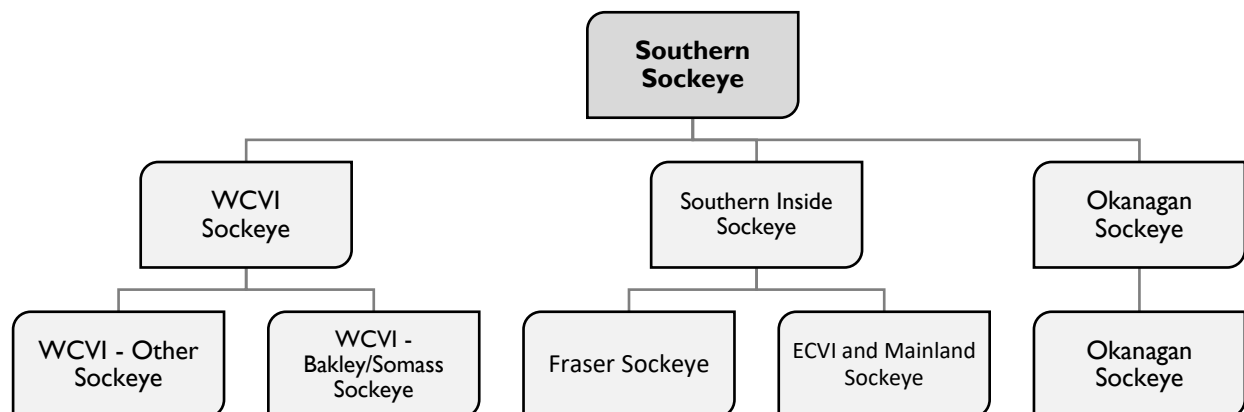 Southern
Sockeye
WCVI
Sockeye
Southern Inside
Sockeye
Okanagan
Sockeye
WCVI - Other
Sockeye
WCVI -
Bakley/Somass
Sockeye
Fraser Sockeye
ECVI and Mainland
Sockeye
Okanagan
Sockeye